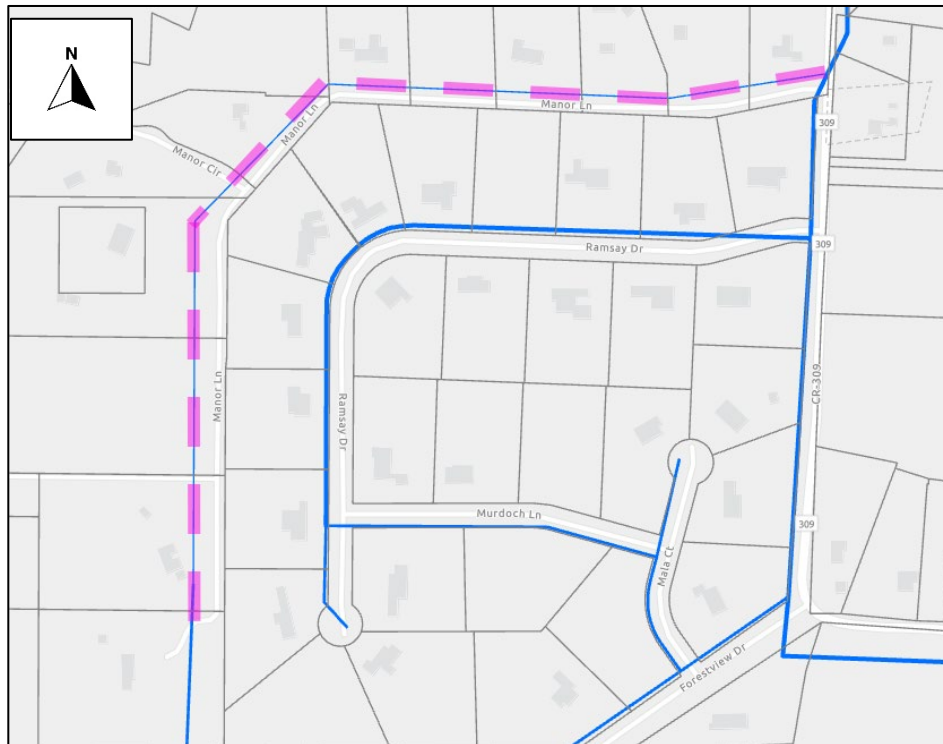 N
Manor Ln
309
Manor Ln
Manor Cir
Ramsay Dr
309
CR-309
Manor Ln
Ramsay Dr
Murdoch Ln
309
Mala Ct
Forestview Dr